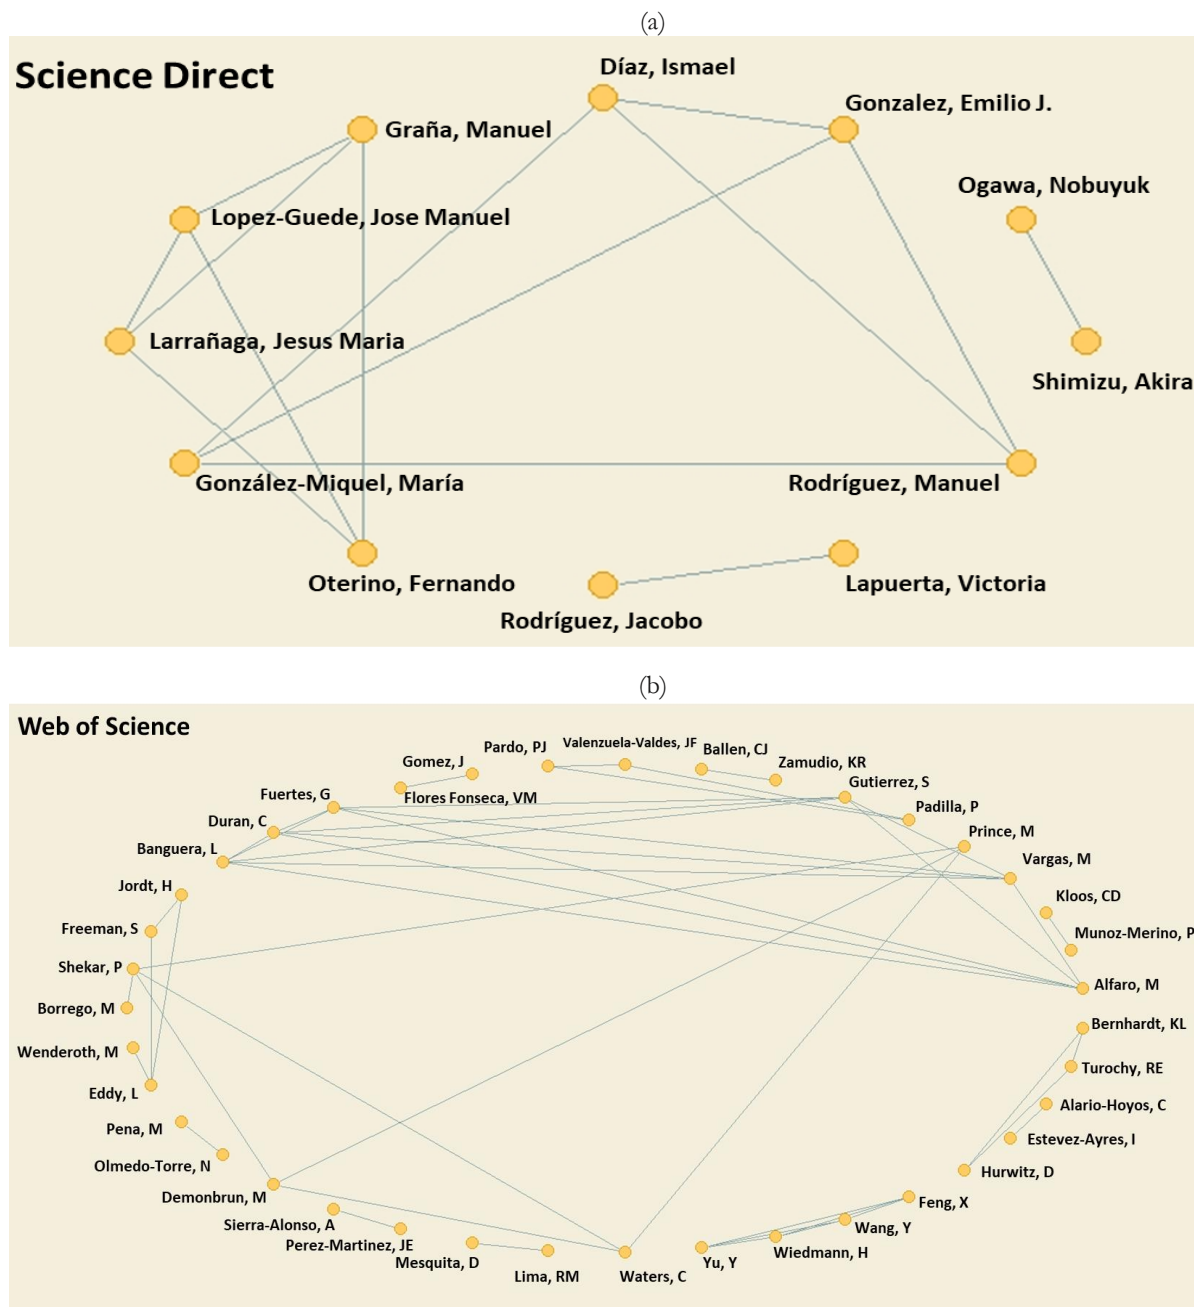 (a)
Science Direct
Díaz, Ismael
Gonzalez, Emilio J.
Graña, Manuel
Ogawa, Nobuyuk
Lopez-Guede, Jose Manuel
Larrañaga, Jesus Maria
Shimizu, Akira
González-Miquel, María
Rodríguez, Manuel
Oterino, Fernando
Lapuerta, Victoria
Rodríguez, Jacobo
(b)
Web of Science
Pardo, PJ
Valenzuela-Valdes, JF
Ballen, CJ
Gomez, J
Zamudio, KR
Gutierrez, S
Fuertes, G
Flores Fonseca, VM
Padilla, P
Duran, C
Prince, M
Banguera, L
Vargas, M
Jordt, H
Kloos, CD
Freeman, S
Munoz-Merino, P
Shekar, P
Alfaro, M
Borrego, M
Bernhardt, KL
Wenderoth, M
Turochy, RE
Eddy, L
Alario-Hoyos, C
Pena, M
Estevez-Ayres, I
Olmedo-Torre, N
Hurwitz, D
Demonbrun, M
Feng, X
Sierra-Alonso, A
Wang, Y
Perez-Martinez, JE
Wiedmann, H
Mesquita, D
Yu, Y
Lima, RM
Waters, C